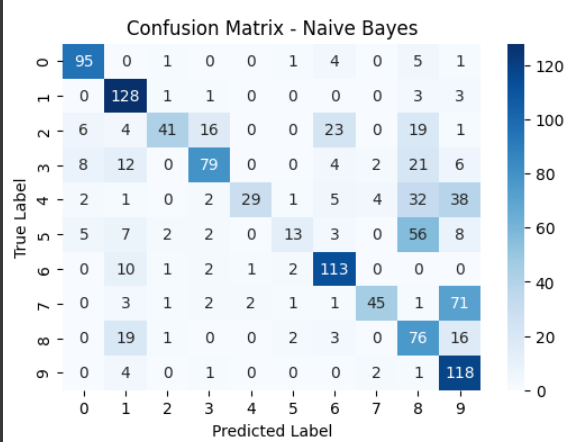 Confusion Matrix - Naive Bayes
True Label
0 95 0 1 0 0 1 4 0 5 1
1 0 128 1 1 0 0 0 0 3 3
2 6 4 41 16 0 0 23 0 19 1
3 8 12 0 79 0 0 4 2 21 6
4 2 1 0 2 29 1 5 4 32 38
5 5 7 2 2 0 13 3 0 56 8
6 0 10 1 2 1 2 113 0 0 0
7 0 3 1 2 2 1 1 45 1 71
8 0 19 1 0 0 2 3 0 76 16
9 0 4 0 1 0 0 0 2 1 118
0 1 2 3 4 5 6 7 8 9
Predicted Label
120
100
80
60
40
20
0